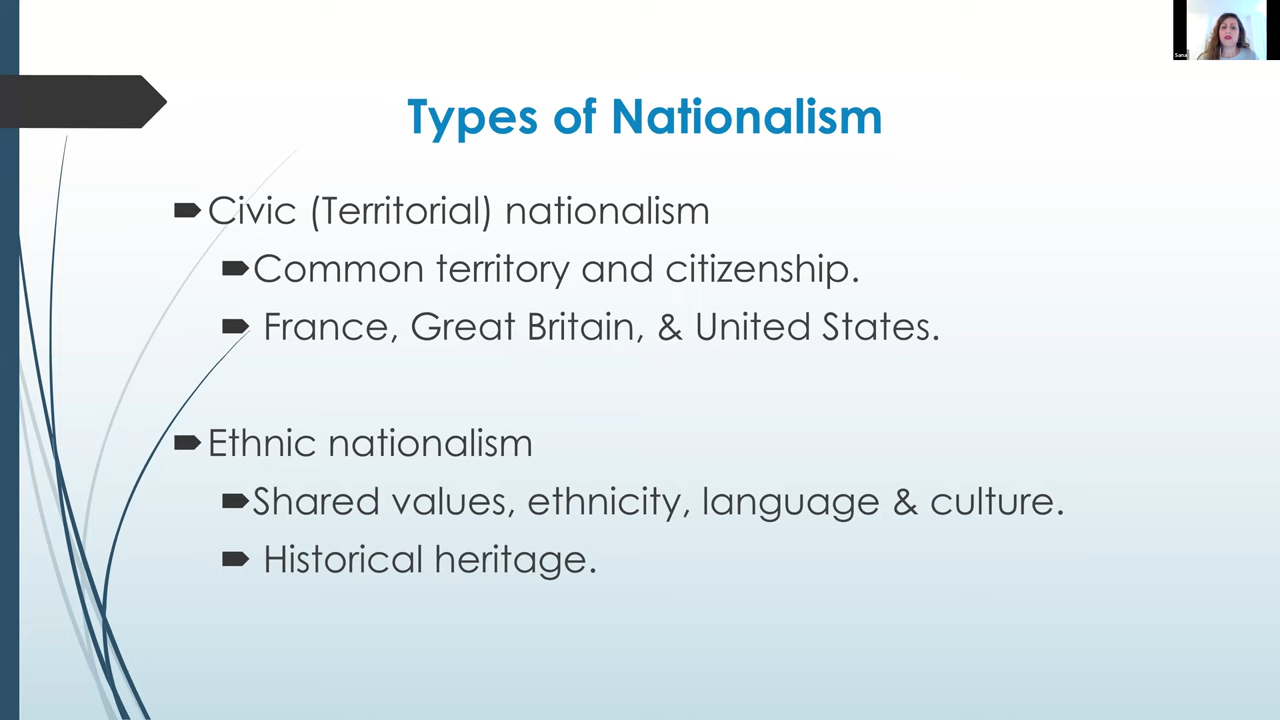 Sana
Types of Nationalism
Civic (Territorial) nationalism
Common territory and citizenship.
France, Great Britain, & United States.
Ethnic nationalism
Shared values, ethnicity, language & culture.
Historical heritage.